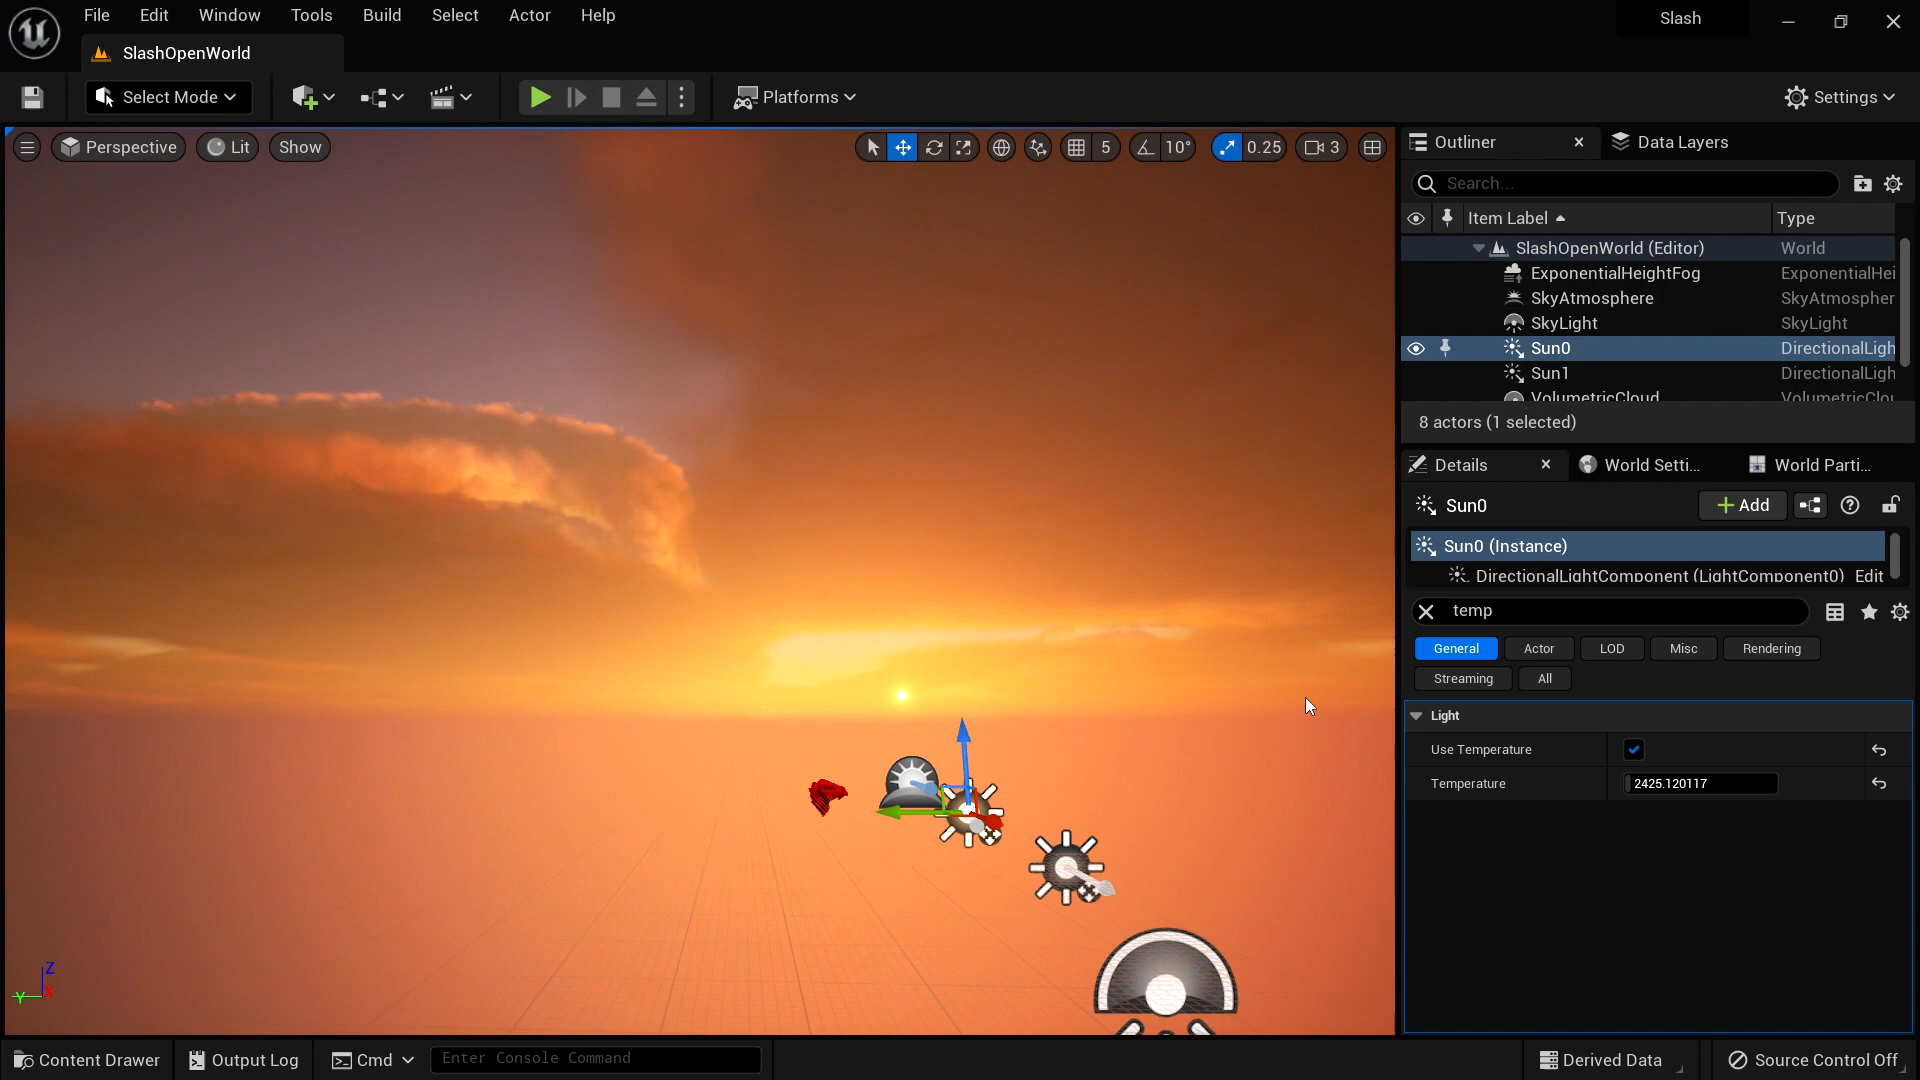 File Edit Window Tools Build Select Actor Help
Slash
SlashOpenWorld
Select Mode
Platforms
Settings
Perspective Lit Show
5 10° 0.25 3
Outliner
Data Layers
Search...
Item Label Type
SlashOpenWorld (Editor) World
ExponentialHeightFog ExponentialHei
SkyAtmosphere SkyAtmospher
SkyLight SkyLight
Sun0 DirectionalLigh
Sun1 DirectionalLigh
VolumetricCloud VolumetricClou
8 actors (1 selected)
Details World Setti... World Parti...
Sun0 Add
Sun0 (Instance)
DirectionalLightComponent (LightComponent0) Edit
temp
General Actor LOD Misc Rendering
Streaming All
Light
Use Temperature
Temperature 2425.120117
Z
X
Y
Content Drawer Output Log Cmd Enter Console Command Derived Data Source Control Off